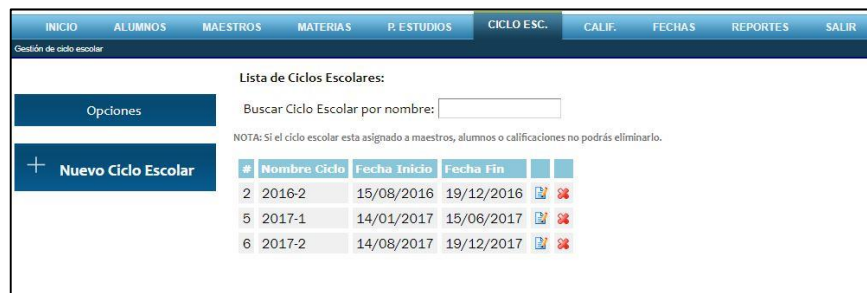 INICIO ALUMNOS MAESTROS MATERIAS P. ESTUDIOS CICLO ESC. CALIF. FECHAS REPORTES SALIR
Gestión de ciclo escolar
Lista de Ciclos Escolares:
Opciones
Buscar Ciclo Escolar por nombre:
NOTA: Si el ciclo escolar esta asignado a maestros, alumnos o calificaciones no podrás eliminarlo.
+ Nuevo Ciclo Escolar
# Nombre Ciclo Fecha Inicio Fecha Fin
2 2016-2 15/08/2016 19/12/2016
5 2017-1 14/01/2017 15/06/2017
6 2017-2 14/08/2017 19/12/2017